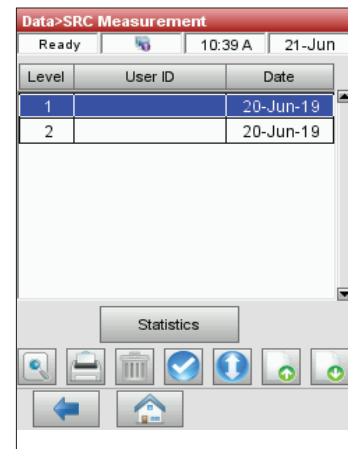 Data>SRC Measurement
Ready 10:39 A 21-Jun
Level User ID Date
1 20-Jun-19
2 20-Jun-19
Statistics